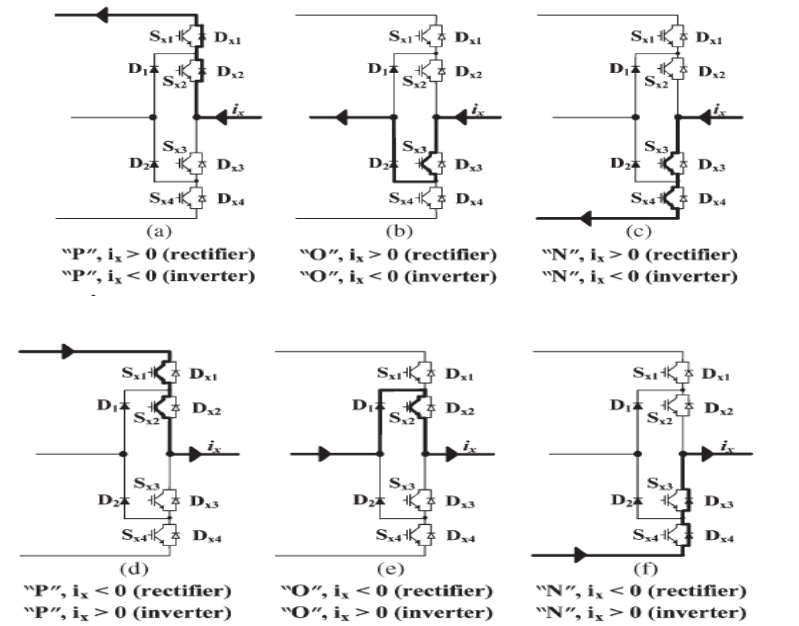 Sx1 Dx1 Sx1 Dx1 Sx1 Dx1
D1 Sx2 Dx2 D1 Sx2 Dx2 D1 Sx2 Dx2
ix ix ix
Sx3 Sx3 Sx3
D2 Dx3 D2 Dx3 D2 Dx3
Sx4 Dx4 Sx4 Dx4 Sx4 Dx4
(a) (b) (c)
“P”, ix > 0 (rectifier) “O”, ix > 0 (rectifier) “N”, ix > 0 (rectifier)
“P”, ix < 0 (inverter) “O”, ix < 0 (inverter) “N”, ix < 0 (inverter)
Sx1 Dx1 Sx1 Dx1 Sx1 Dx1
D1 Sx2 Dx2 D1 Sx2 Dx2 D1 Sx2 Dx2
ix ix ix
Sx3 Sx3 Sx3
D2 Dx3 D2 Dx3 D2 Dx3
Sx4 Dx4 Sx4 Dx4 Sx4 Dx4
(d) (e) (f)
“P”, ix < 0 (rectifier) “O”, ix < 0 (rectifier) “N”, ix < 0 (rectifier)
“P”, ix > 0 (inverter) “O”, ix > 0 (inverter) “N”, ix > 0 (inverter)